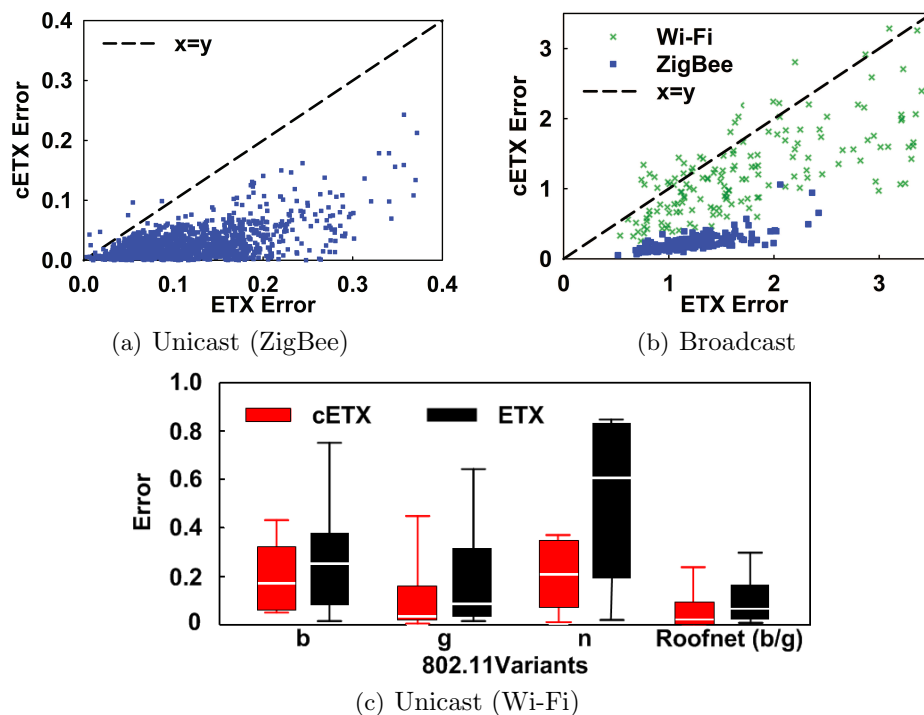 0.4
0.3
0.2
0.1
0.0
cETX Error
x=y
0.0 0.1 0.2 0.3 0.4
ETX Error
(a) Unicast (ZigBee)
3
2
1
0
cETX Error
Wi-Fi
ZigBee
x=y
0 1 2 3
ETX Error
(b) Broadcast
1.0
0.8
0.6
0.4
0.2
0
Error
cETX ETX
b g n Roofnet (b/g)
802.11Variants
(c) Unicast (Wi-Fi)